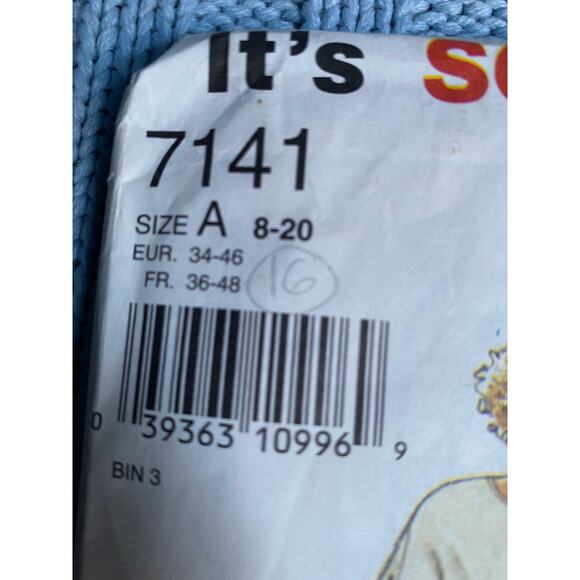 It's
7141
SIZE A 8-20
EUR. 34-46
FR. 36-48 16
0 39363 10996 9
BIN 3